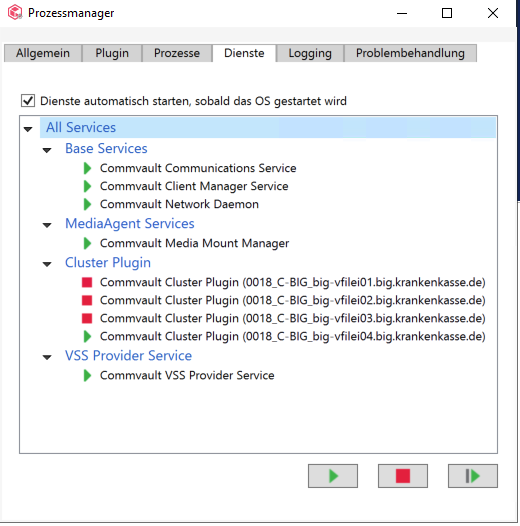 Prozessmanager
Allgemein Plugin Prozesse Dienste Logging Problembehandlung
Dienste automatisch starten, sobald das OS gestartet wird
All Services
Base Services
Commvault Communications Service
Commvault Client Manager Service
Commvault Network Daemon
MediaAgent Services
Commvault Media Mount Manager
Cluster Plugin
Commvault Cluster Plugin (0018_C-BIG_big-vfilei01.big.krankenkasse.de)
Commvault Cluster Plugin (0018_C-BIG_big-vfilei02.big.krankenkasse.de)
Commvault Cluster Plugin (0018_C-BIG_big-vfilei03.big.krankenkasse.de)
Commvault Cluster Plugin (0018_C-BIG_big-vfilei04.big.krankenkasse.de)
VSS Provider Service
Commvault VSS Provider Service